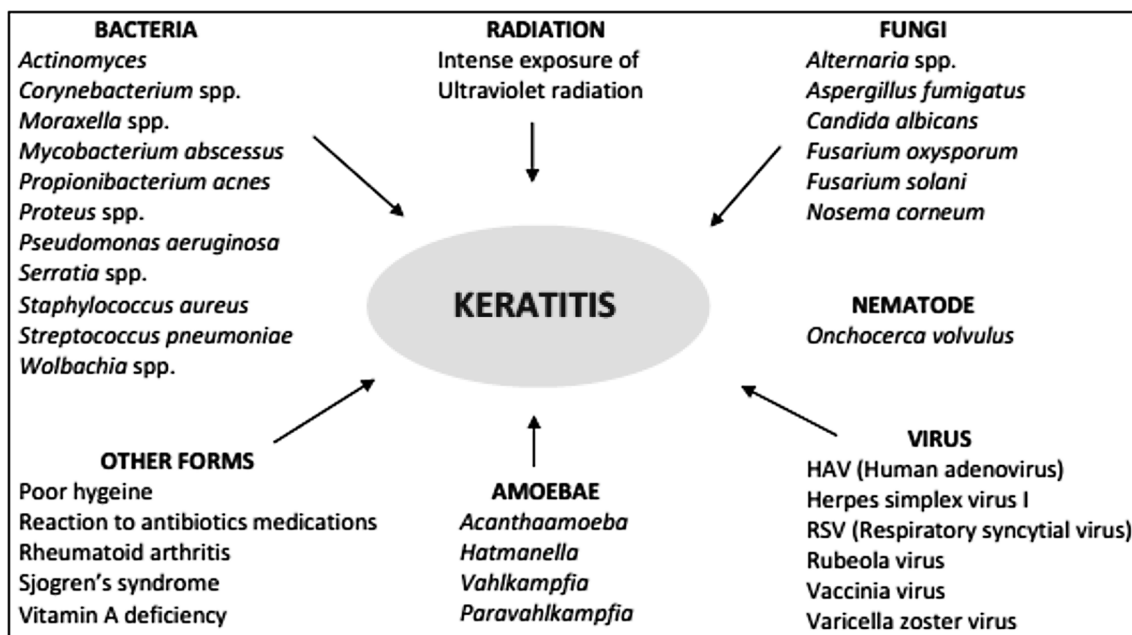 BACTERIA
Actinomyces
Corynebacterium spp.
Moraxella spp.
Mycobacterium abscessus
Propionibacterium acnes
Proteus spp.
Pseudomonas aeruginosa
Serratia spp.
Staphylococcus aureus
Streptococcus pneumoniae
Wolbachia spp.
RADIATION
Intense exposure of
Ultraviolet radiation
FUNGI
Alternaria spp.
Aspergillus fumigatus
Candida albicans
Fusarium oxysporum
Fusarium solani
Nosema corneum
KERATITIS
NEMATODE
Onchocerca volvulus
OTHER FORMS
Poor hygeine
Reaction to antibiotics medications
Rheumatoid arthritis
Sjogren's syndrome
Vitamin A deficiency
AMOEBAE
Acanthaamoeba
Hatmanella
Vahlkampfia
Paravahlkampfia
VIRUS
HAV (Human adenovirus)
Herpes simplex virus I
RSV (Respiratory syncytial virus)
Rubeola virus
Vaccinia virus
Varicella zoster virus